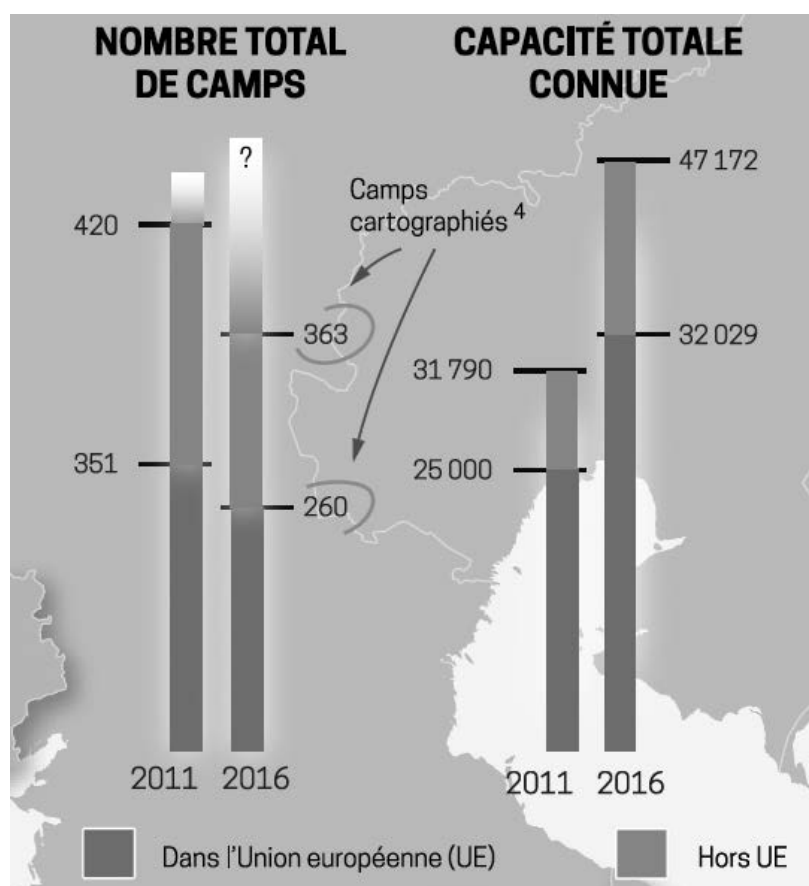 NOMBRE TOTAL
DE CAMPS
CAPACITÉ TOTALE
CONNUE
?
420
351
363
260
Camps
cartographiés 4
2011 2016
47 172
32 029
31 790
25 000
2011 2016
Dans l'Union européenne (UE)
Hors UE